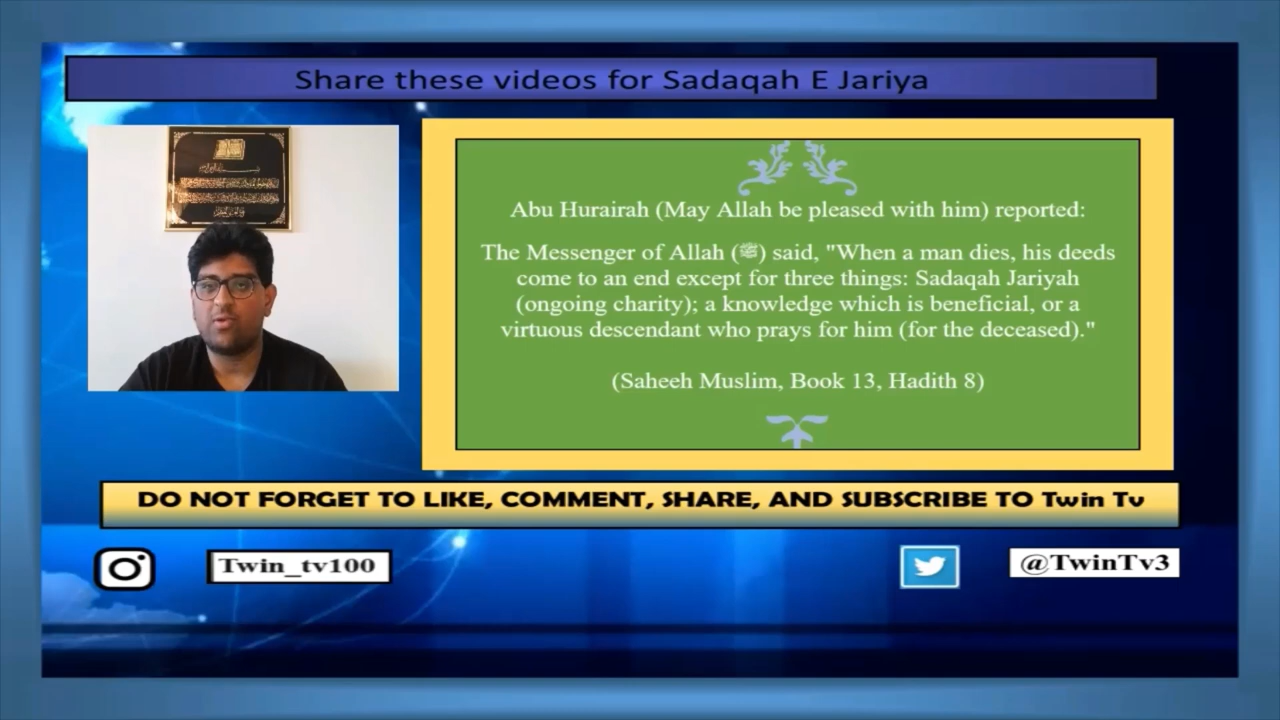 Share these videos for Sadaqah E Jariya
Abu Hurairah (May Allah be pleased with him) reported:
The Messenger of Allah (ﷺ) said, "When a man dies, his deeds
come to an end except for three things: Sadaqah Jariyah
(ongoing charity); a knowledge which is beneficial, or a
virtuous descendant who prays for him (for the deceased)."
(Saheeh Muslim, Book 13, Hadith 8)
DO NOT FORGET TO LIKE, COMMENT, SHARE, AND SUBSCRIBE TO Twin Tv
Twin_tv100
@TwinTv3